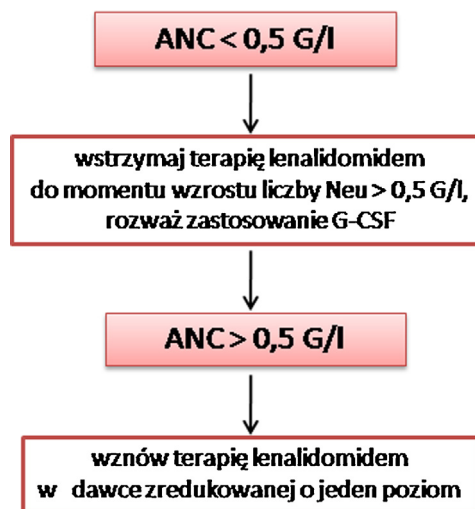 ANC < 0,5 G/l
wstrzymaj terapię lenalidomidem
do momentu wzrostu liczby Neu > 0,5 G/l,
rozważ zastosowanie G-CSF
ANC > 0,5 G/l
wznów terapię lenalidomidem
w dawce zredukowanej o jeden poziom